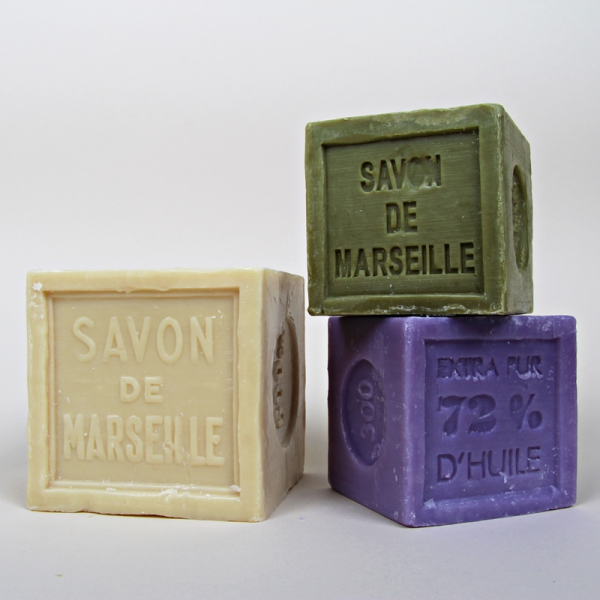 SAVON
DE
MARSEILLE
SAVON
DE
MARSEILLE
300
EXTRA PUR
72 %
D'HUILE